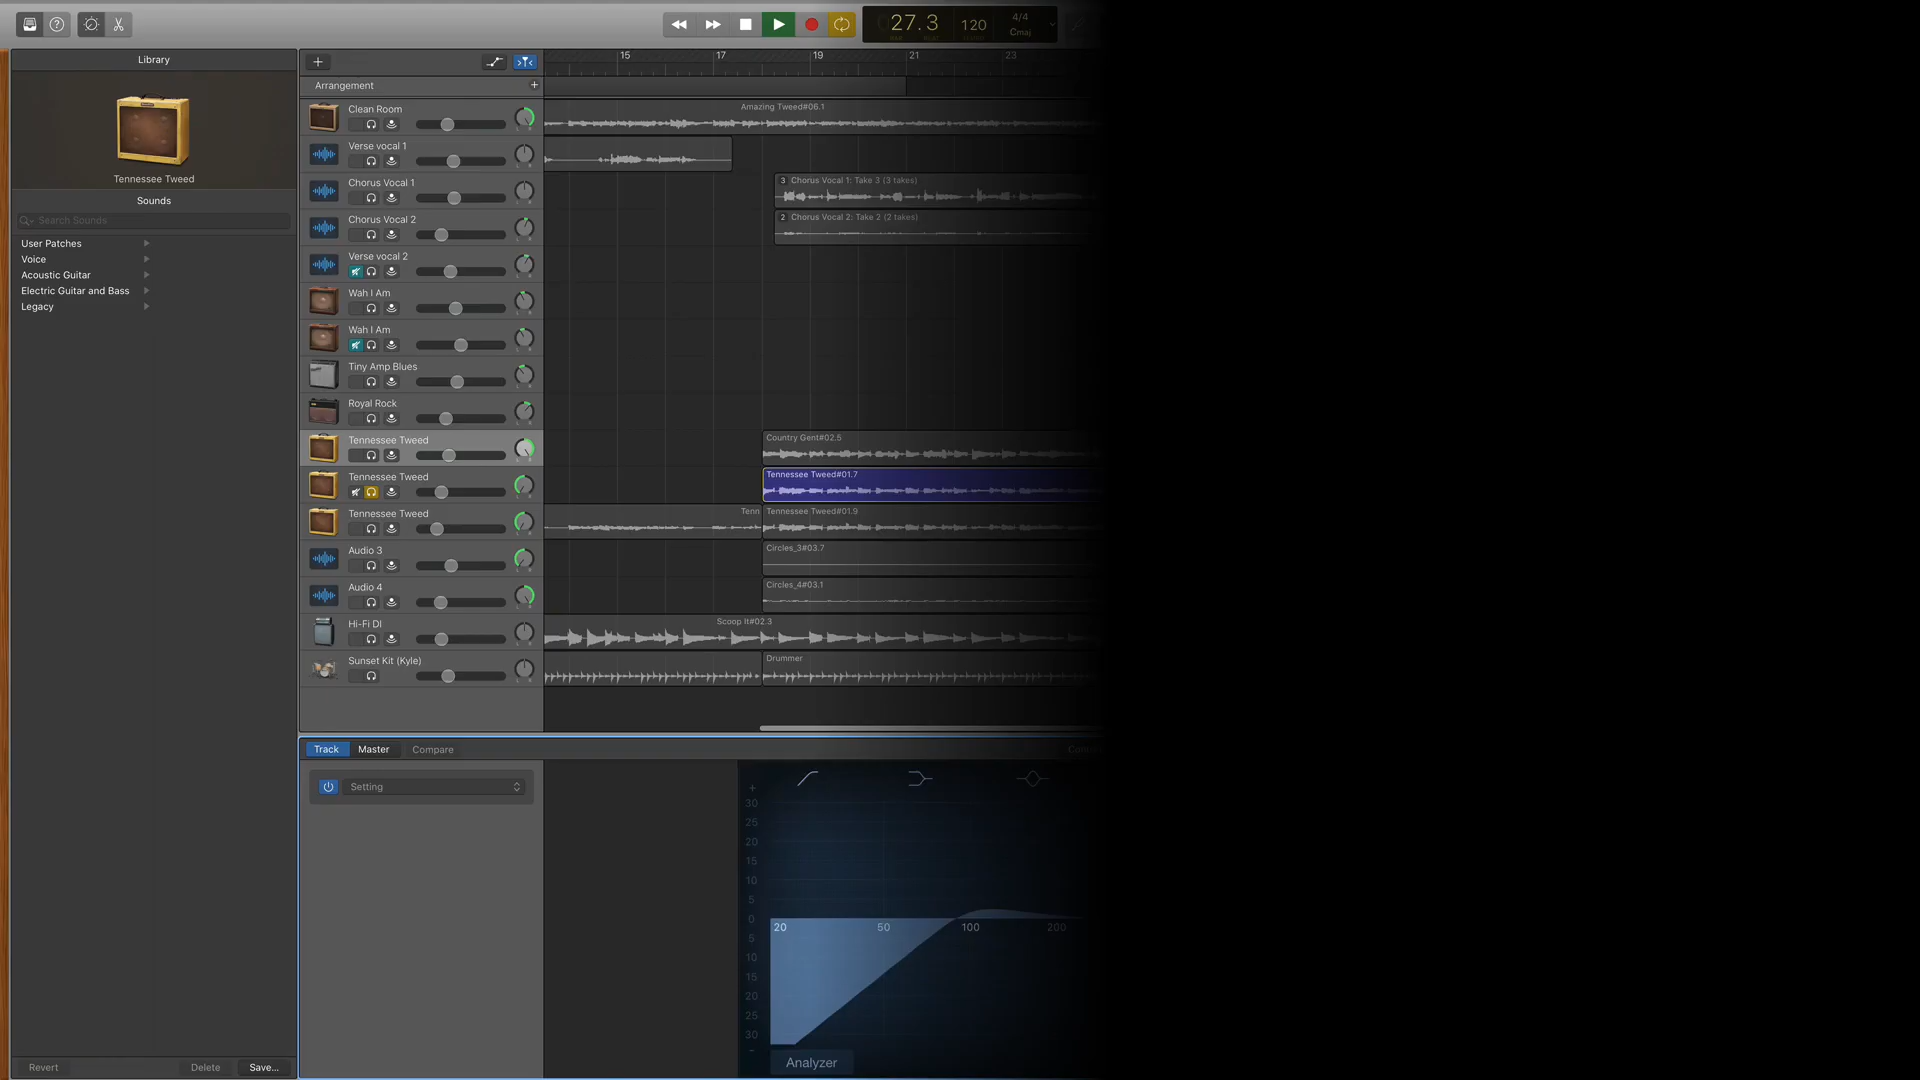 27.3
120
4/4
Cmaj
Library
15
17
19
21
23
Arrangement
Clean Room
Amazing Tweed#06.1
Verse vocal 1
Tennessee Tweed
Chorus Vocal 1
3 Chorus Vocal 1: Take 3 (3 takes)
Sounds
Search Sounds
Chorus Vocal 2
2 Chorus Vocal 2: Take 2 (2 takes)
User Patches
Voice
Acoustic Guitar
Electric Guitar and Bass
Legacy
Verse vocal 2
Wah I Am
Wah I Am
Tiny Amp Blues
Royal Rock
Tennessee Tweed
Country Gent#02.5
Tennessee Tweed
Tennessee Tweed#01.7
Tennessee Tweed
Tenn
Tennessee Tweed#01.9
Audio 3
Circles_3#03.7
Audio 4
Circles_4#03.1
Hi-Fi DI
Scoop It#02.3
Sunset Kit (Kyle)
Drummer
Track
Master
Compare
Setting
+
30
25
20
15
10
5
0
20
50
100
200
5
10
15
20
25
30
-
Analyzer
Revert
Delete
Save...